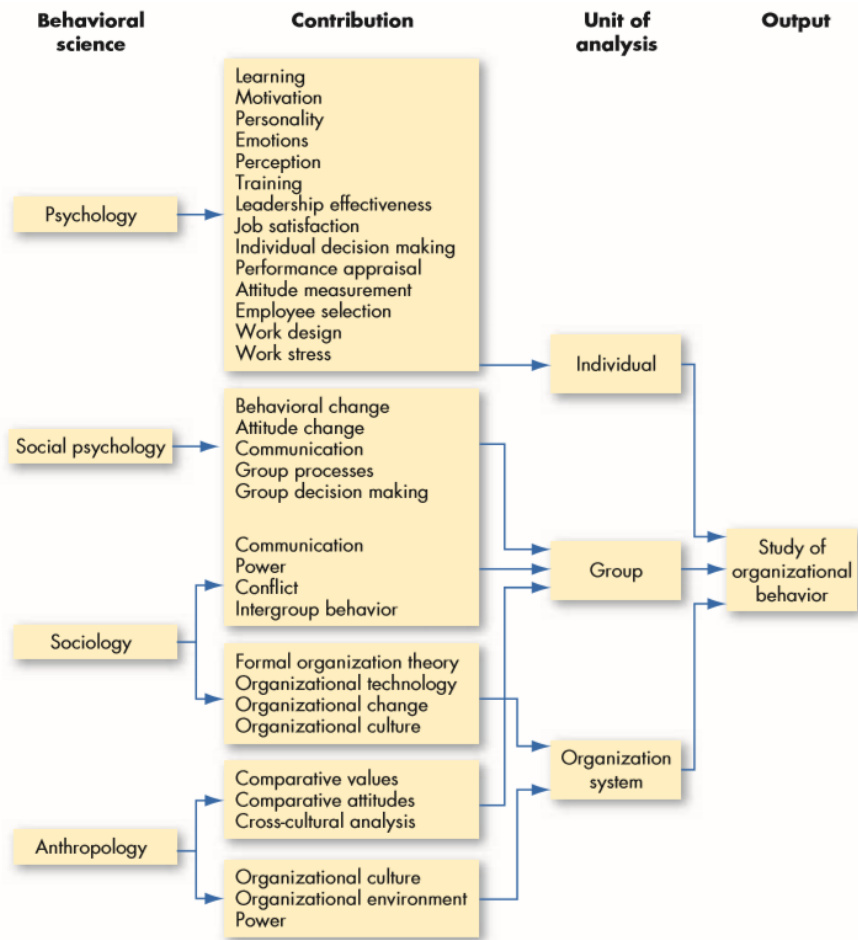 Behavioral
science
Contribution
Unit of
analysis
Output
Psychology
Learning
Motivation
Personality
Emotions
Perception
Training
Leadership effectiveness
Job satisfaction
Individual decision making
Performance appraisal
Attitude measurement
Employee selection
Work design
Work stress
Individual
Social psychology
Behavioral change
Attitude change
Communication
Group processes
Group decision making
Communication
Power
Conflict
Intergroup behavior
Group
Study of
organizational
behavior
Sociology
Formal organization theory
Organizational technology
Organizational change
Organizational culture
Organization
system
Anthropology
Comparative values
Comparative attitudes
Cross-cultural analysis
Organizational culture
Organizational environment
Power